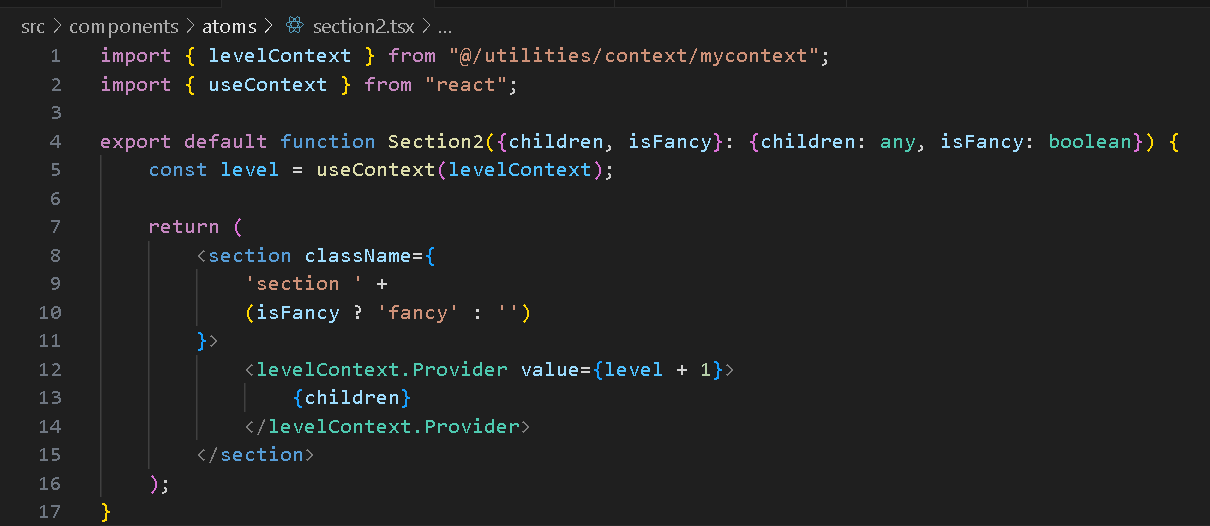 src > components > atoms > section2.tsx > ...
1 import { levelContext } from "@/utilities/context/mycontext";
2 import { useContext } from "react";
3
4 export default function Section2({children, isFancy}: {children: any, isFancy: boolean}) {
5 const level = useContext(levelContext);
6
7 return (
8 <section className={
9 'section ' +
10 (isFancy ? 'fancy' : '')
11 }>
12 <levelContext.Provider value={level + 1}>
13 {children}
14 </levelContext.Provider>
15 </section>
16 );
17 }